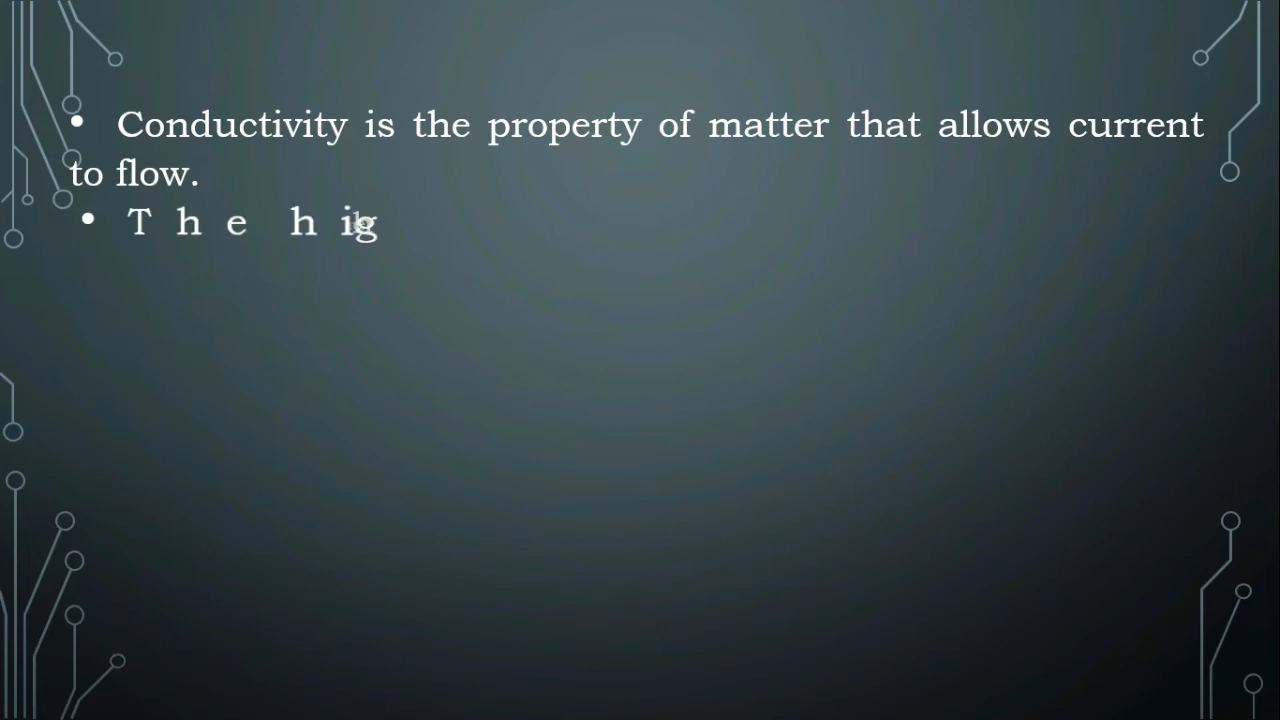 • Conductivity is the property of matter that allows current
to flow.
• The